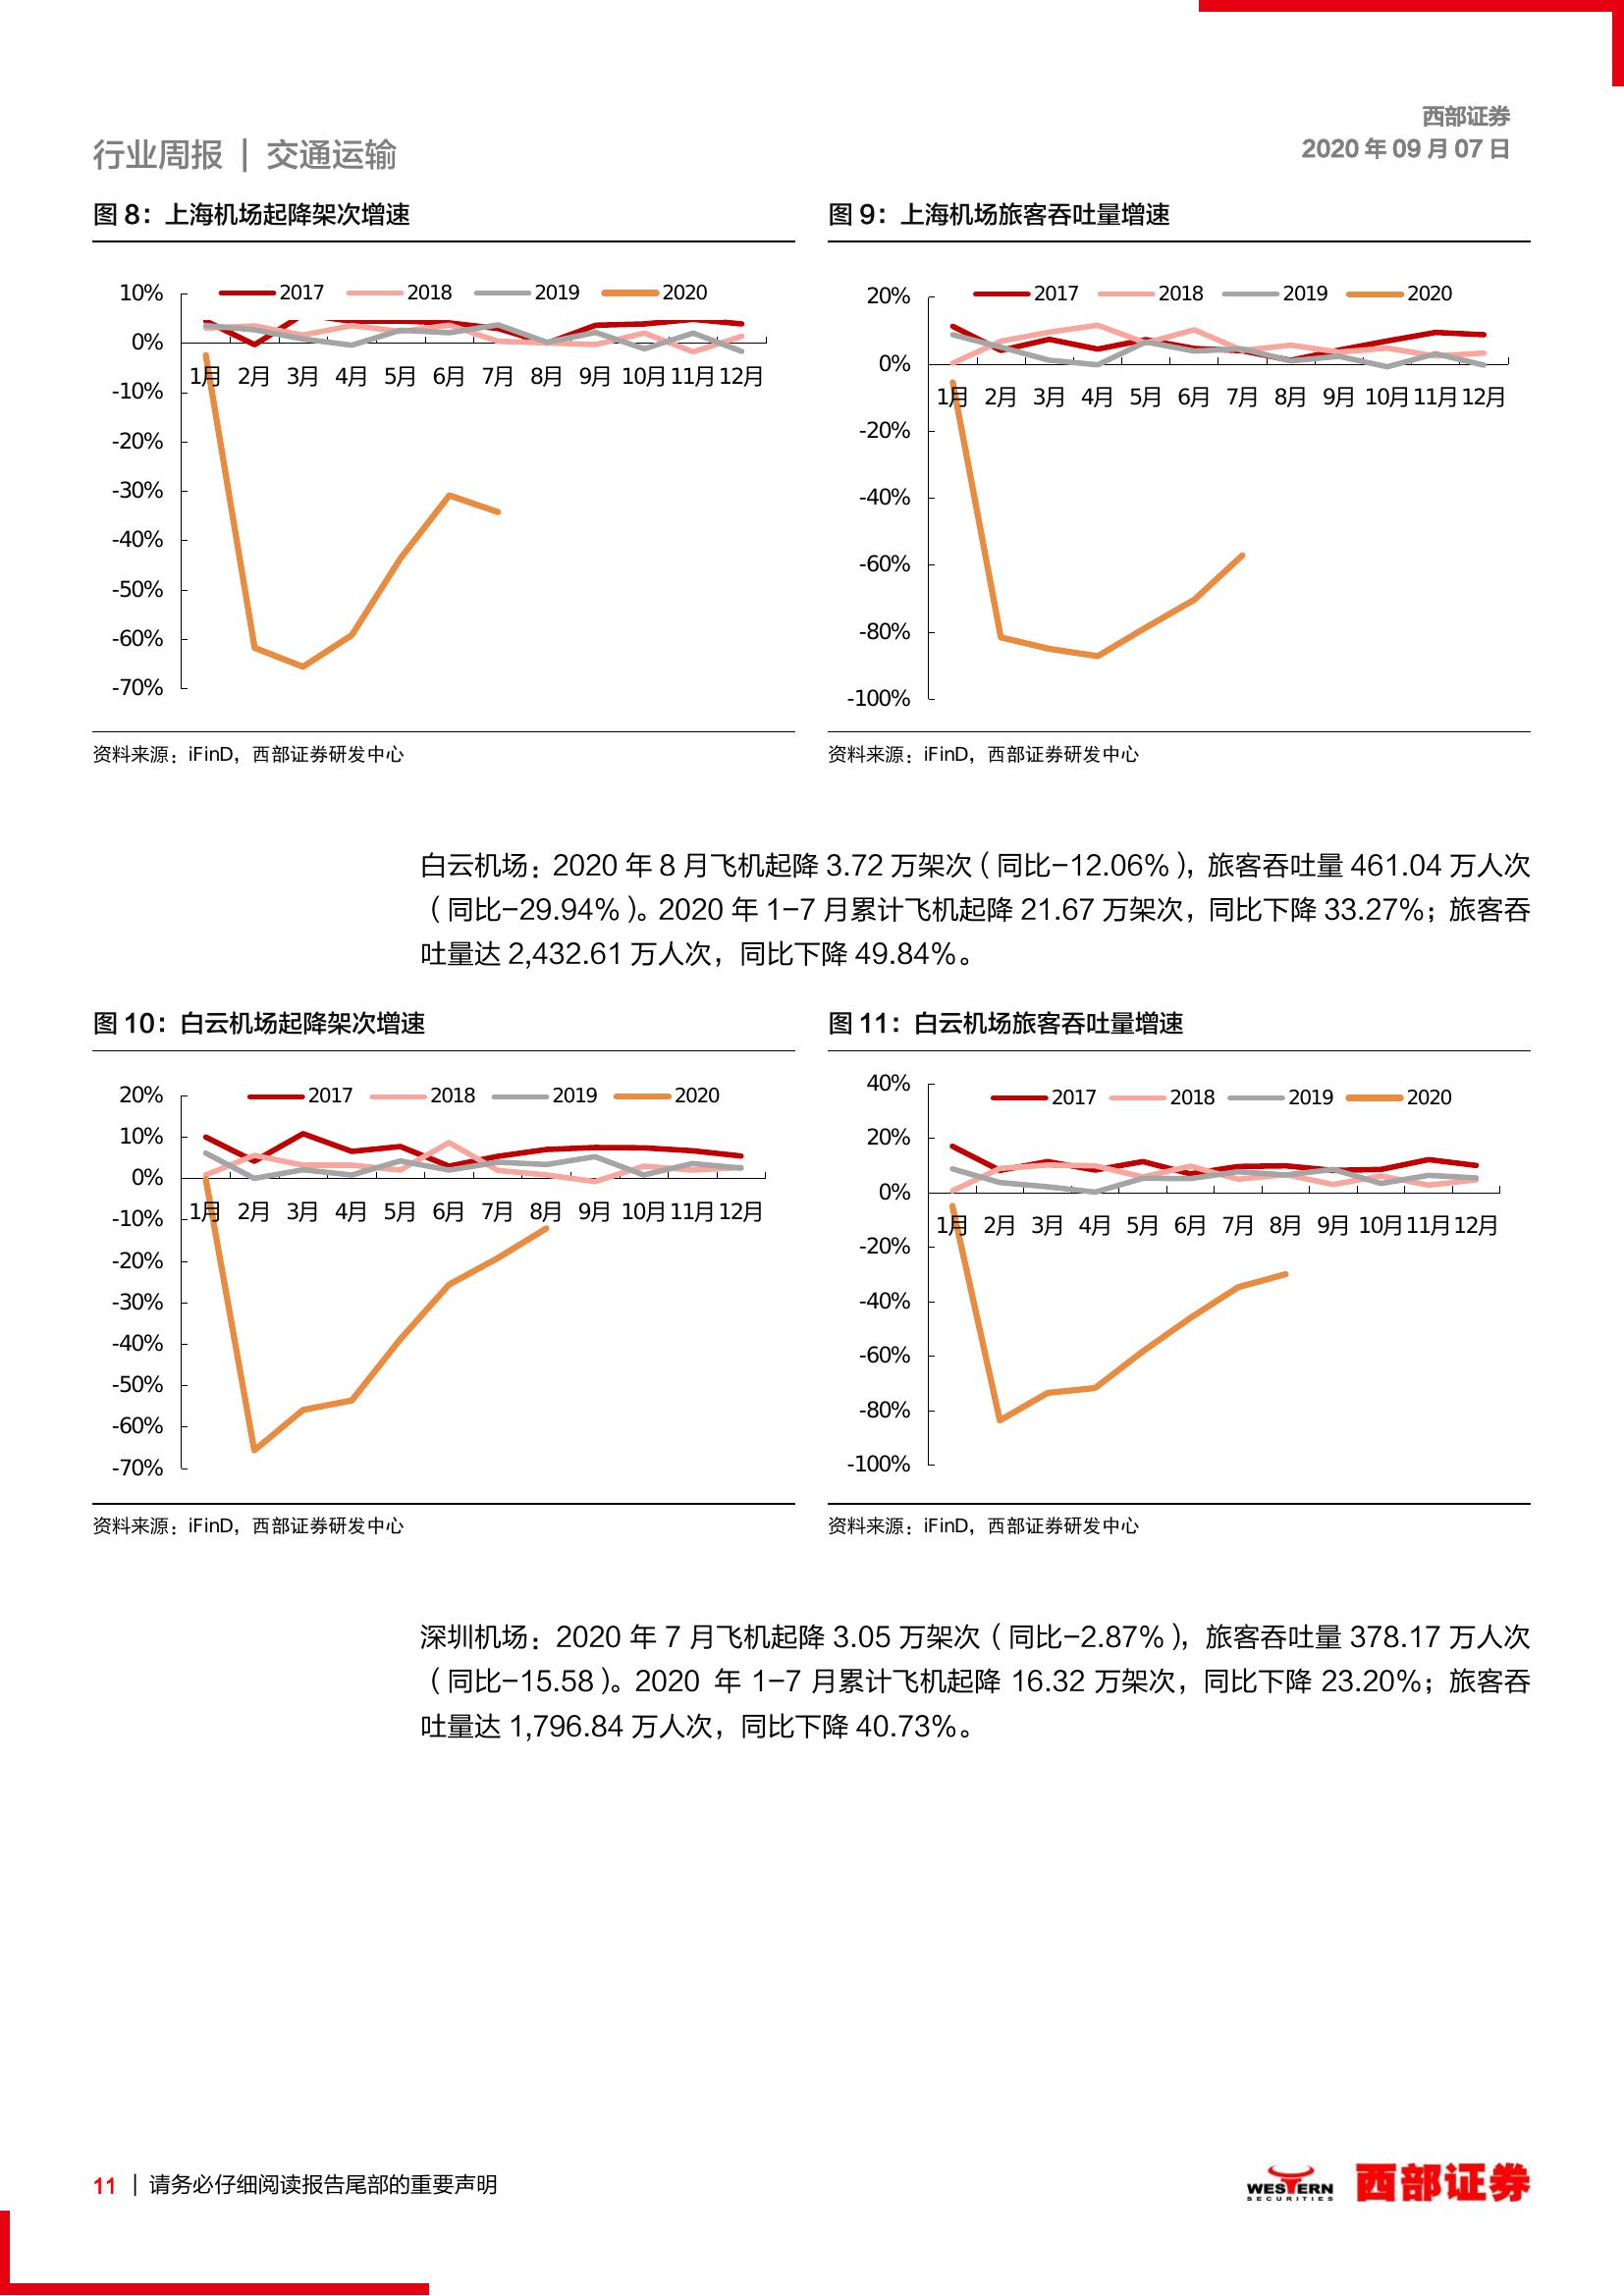 西部证券
行业周报 | 交通运输
2020 年 09 月 07 日
图 8：上海机场起降架次增速
2017 2018 2019 2020
10%
0%
-10%
-20%
-30%
-40%
-50%
-60%
-70%
1月 2月 3月 4月 5月 6月 7月 8月 9月 10月 11月 12月
资料来源：iFinD，西部证券研发中心
图 9：上海机场旅客吞吐量增速
2017 2018 2019 2020
20%
0%
-20%
-40%
-60%
-80%
-100%
1月 2月 3月 4月 5月 6月 7月 8月 9月 10月 11月 12月
资料来源：iFinD，西部证券研发中心
白云机场：2020 年 8 月飞机起降 3.72 万架次（同比-12.06%），旅客吞吐量 461.04 万人次
（同比-29.94%）。2020 年 1-7 月累计飞机起降 21.67 万架次，同比下降 33.27%；旅客吞
吐量达 2,432.61 万人次，同比下降 49.84%。
图 10：白云机场起降架次增速
2017 2018 2019 2020
20%
10%
0%
-10%
-20%
-30%
-40%
-50%
-60%
-70%
1月 2月 3月 4月 5月 6月 7月 8月 9月 10月 11月 12月
资料来源：iFinD，西部证券研发中心
图 11：白云机场旅客吞吐量增速
2017 2018 2019 2020
40%
20%
0%
-20%
-40%
-60%
-80%
-100%
1月 2月 3月 4月 5月 6月 7月 8月 9月 10月 11月 12月
资料来源：iFinD，西部证券研发中心
深圳机场：2020 年 7 月飞机起降 3.05 万架次（同比-2.87%），旅客吞吐量 378.17 万人次
（同比-15.58）。2020 年 1-7 月累计飞机起降 16.32 万架次，同比下降 23.20%；旅客吞
吐量达 1,796.84 万人次，同比下降 40.73%。
11 | 请务必仔细阅读报告尾部的重要声明
WESTERN
SECURITIES
西部证券